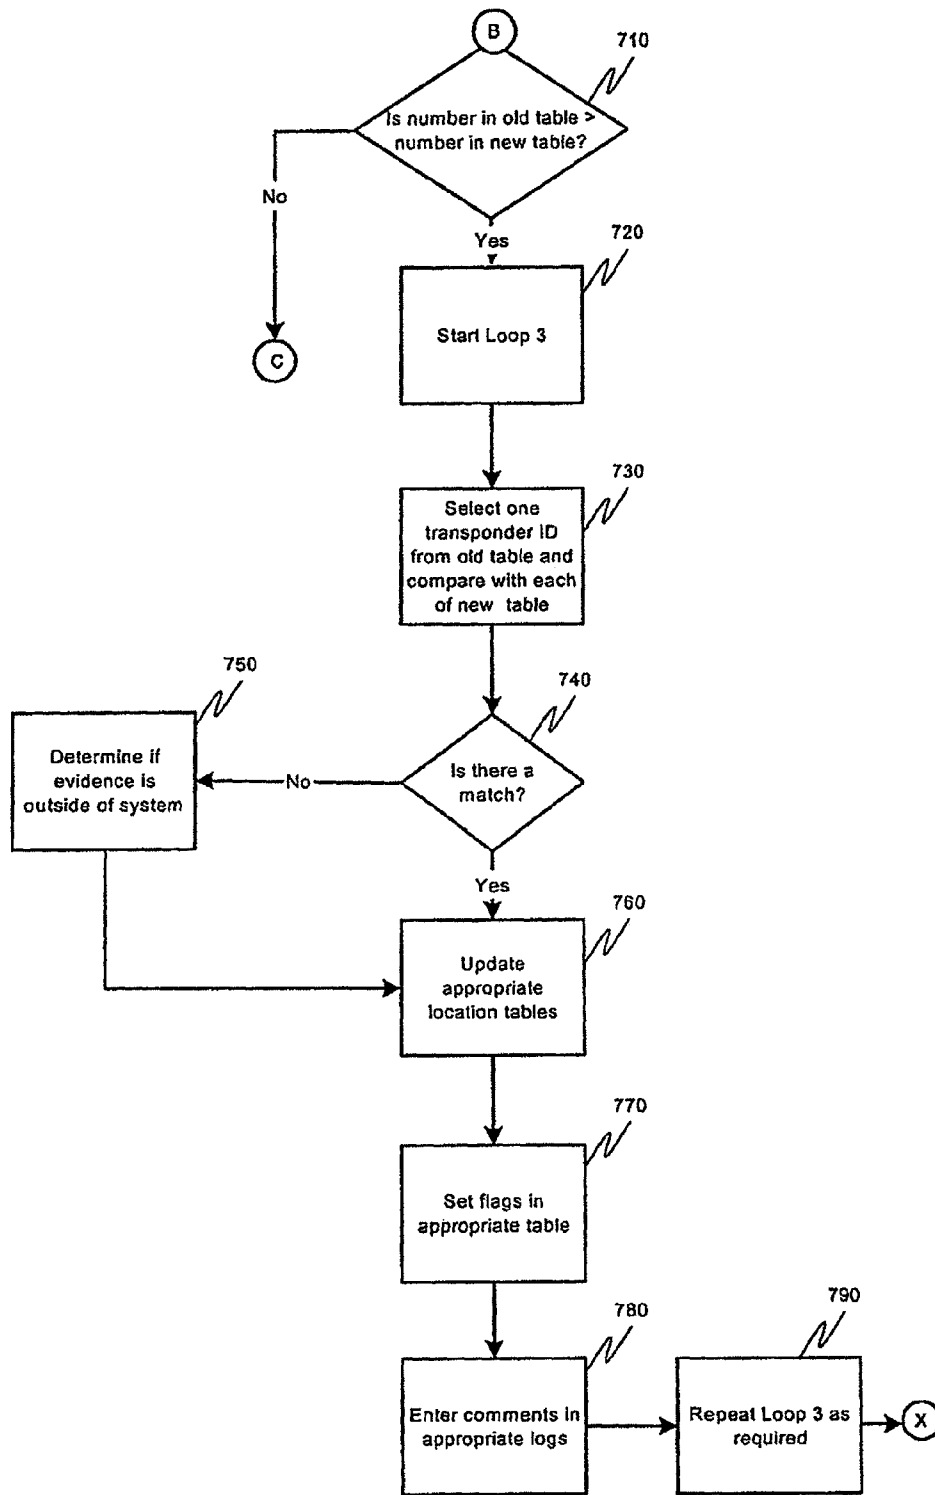 B
710
Is number in old table >
number in new table?
No
Yes
720
C
Start Loop 3
730
Select one
transponder ID
from old table and
compare with each
of new table
750
740
Determine if
evidence is
outside of system
No
Is there a
match?
Yes
760
Update
appropriate
location tables
770
Set flags in
appropriate table
780
790
Enter comments in
appropriate logs
Repeat Loop 3 as
required
X